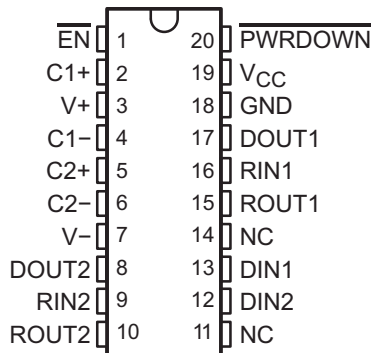 EN 1 20 PWRDOWN
C1+ 2 19 VCC
V+ 3 18 GND
C1− 4 17 DOUT1
C2+ 5 16 RIN1
C2− 6 15 ROUT1
V− 7 14 NC
DOUT2 8 13 DIN1
RIN2 9 12 DIN2
ROUT2 10 11 NC